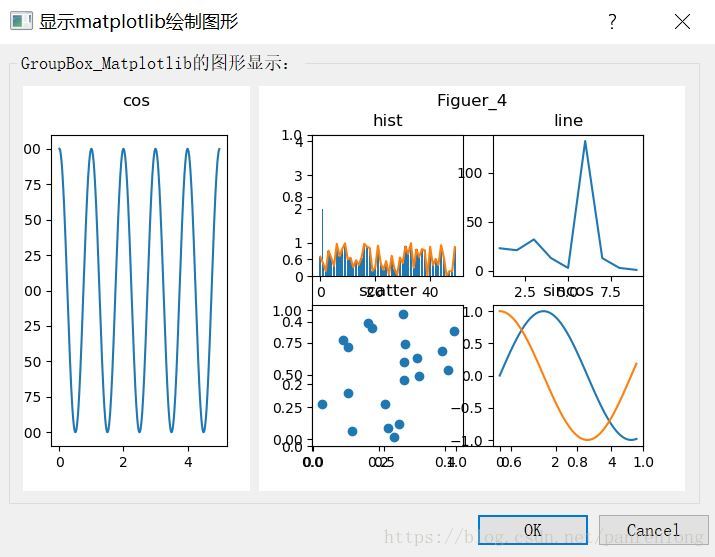 显示matplotlib绘制图形
GroupBox_Matplotlib的图形显示:
cos
00
75
50
25
00
25
50
75
00
0 2 4
Figuer_4
hist
1.0
4
3
0.8
2
1
0.6
0
0 20 40
line
100
50
0
2.5 5.0 7.5
scatter
1.00
0.4
0.75
0.50
0.2
0.25
0.00
0.0
0.0 0.5 1.0
sin/cos
1.0
0.5
0.0
−0.5
−1.0
0 0.6 2 0.8 4 1.0
https://blog.csdn.net/panrenlong
OK
Cancel